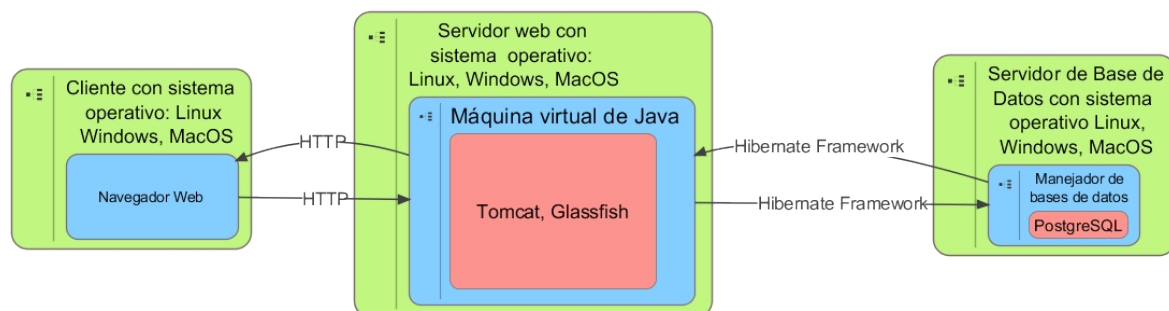 Cliente con sistema
operativo: Linux
Windows, MacOS
Navegador Web
HTTP
HTTP
Servidor web con
sistema operativo:
Linux, Windows, MacOS
Máquina virtual de Java
Tomcat, Glassfish
Hibernate Framework
Hibernate Framework
Servidor de Base de
Datos con sistema
operativo Linux,
Windows, MacOS
Manejador de
bases de datos
PostgreSQL